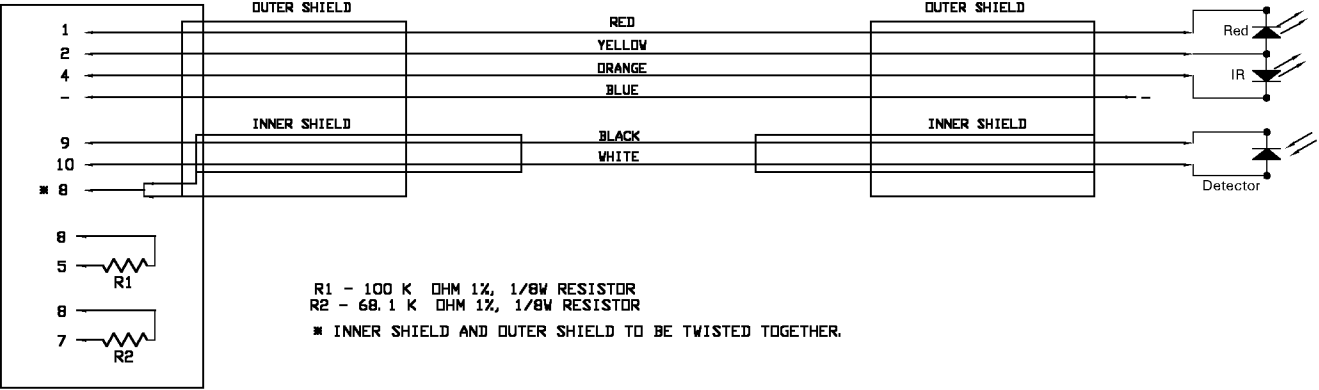 OUTER SHIELD OUTER SHIELD
1 RED Red
2 YELLOW
4 ORANGE IR
- BLUE -
INNER SHIELD INNER SHIELD
9 BLACK
10 WHITE
* 8 Detector
8
5 R1
R1 - 100 K OHM 1%, 1/8W RESISTOR
R2 - 68.1 K OHM 1%, 1/8W RESISTOR
8
* INNER SHIELD AND OUTER SHIELD TO BE TWISTED TOGETHER.
7 R2